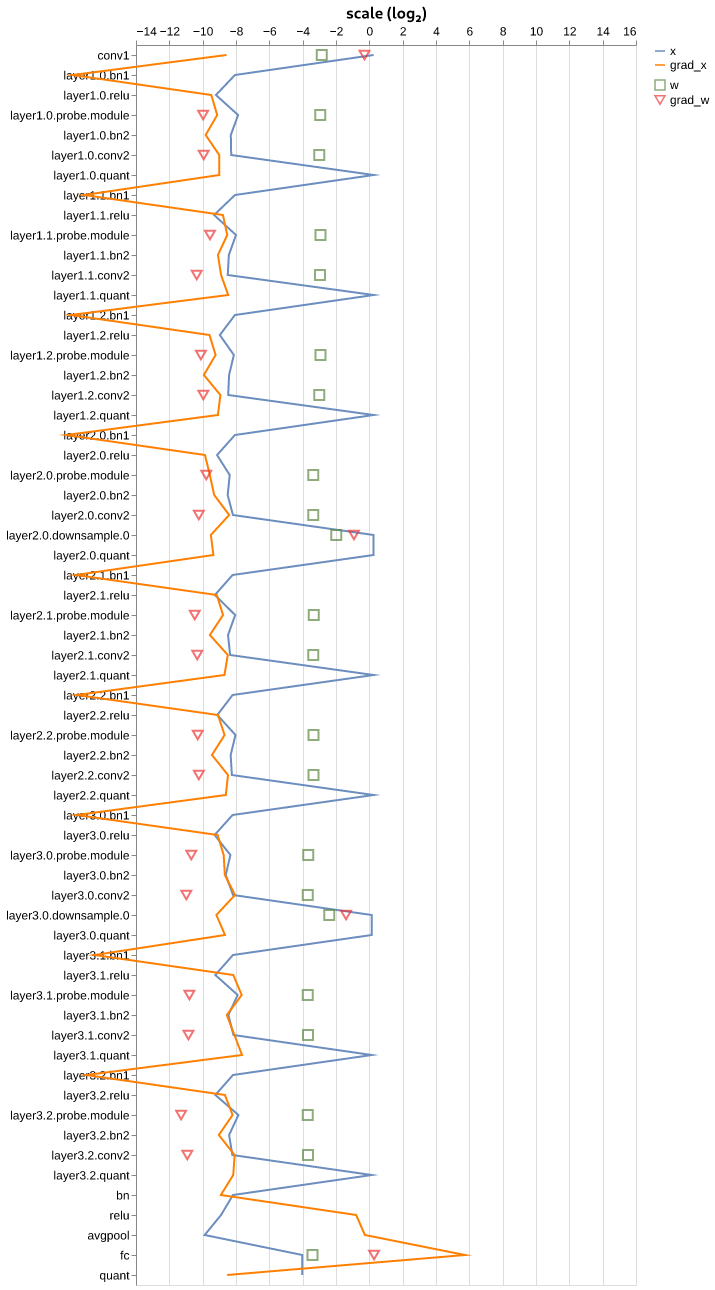 scale (log₂)
−14 −12 −10 −8 −6 −4 −2 0 2 4 6 8 10 12 14 16
x
grad_x
w
grad_w
conv1
layer1.0.bn1
layer1.0.relu
layer1.0.probe.module
layer1.0.bn2
layer1.0.conv2
layer1.0.quant
layer1.1.bn1
layer1.1.relu
layer1.1.probe.module
layer1.1.bn2
layer1.1.conv2
layer1.1.quant
layer1.2.bn1
layer1.2.relu
layer1.2.probe.module
layer1.2.bn2
layer1.2.conv2
layer1.2.quant
layer2.0.bn1
layer2.0.relu
layer2.0.probe.module
layer2.0.bn2
layer2.0.conv2
layer2.0.downsample.0
layer2.0.quant
layer2.1.bn1
layer2.1.relu
layer2.1.probe.module
layer2.1.bn2
layer2.1.conv2
layer2.1.quant
layer2.2.bn1
layer2.2.relu
layer2.2.probe.module
layer2.2.bn2
layer2.2.conv2
layer2.2.quant
layer3.0.bn1
layer3.0.relu
layer3.0.probe.module
layer3.0.bn2
layer3.0.conv2
layer3.0.downsample.0
layer3.0.quant
layer3.1.bn1
layer3.1.relu
layer3.1.probe.module
layer3.1.bn2
layer3.1.conv2
layer3.1.quant
layer3.2.bn1
layer3.2.relu
layer3.2.probe.module
layer3.2.bn2
layer3.2.conv2
layer3.2.quant
bn
relu
avgpool
fc
quant